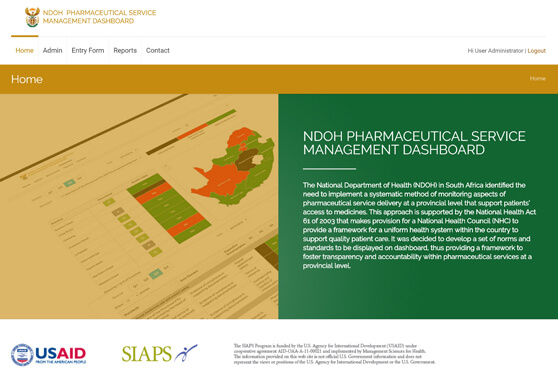 NDOH PHARMACEUTICAL SERVICE
MANAGEMENT DASHBOARD
Home
Admin
Entry Form
Reports
Contact
Hi User Administrator | Logout
Home
Home
NDOH PHARMACEUTICAL SERVICE
MANAGEMENT DASHBOARD
The National Department of Health (NDOH) in South Africa identified the
need to implement a systematic method of monitoring aspects of
pharmaceutical service delivery at a provincial level that support patients'
access to medicines. This approach is supported by the National Health Act
61 of 2003 that makes provision for a National Health Council (NHC) to
provide a framework for a uniform health system within the country to
support quality patient care. It was decided to develop a set of norms and
standards to be displayed on dashboard, thus providing a framework to
foster transparency and accountability within pharmaceutical services at a
provincial level.
USAID
FROM THE AMERICAN PEOPLE
SIAPS
The SIAPS Program is funded by the U.S. Agency for International Development (USAID) under
cooperative agreement AID-OAA-A-11-00021 and implemented by Management Sciences for Health.
The information provided on this web site is not official U.S. Government information and does not
represent the views or positions of the U.S. Agency for International Development or the U.S. Government.